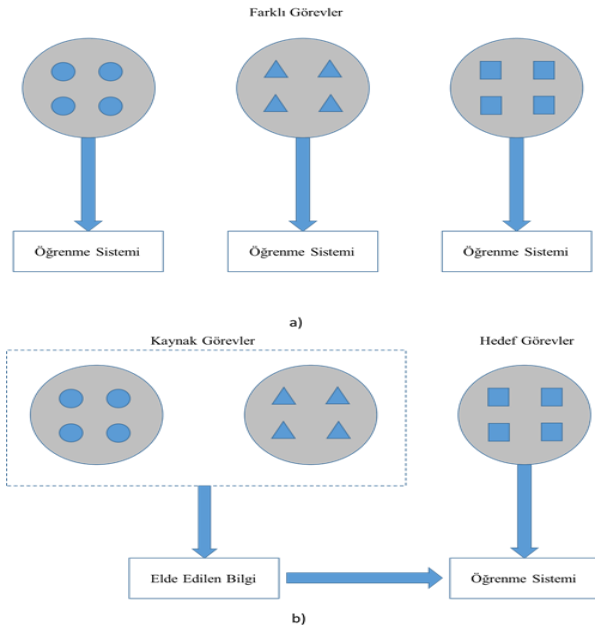 Farklı Görevler
Öğrenme Sistemi
Öğrenme Sistemi
Öğrenme Sistemi
a)
Kaynak Görevler
Hedef Görevler
Elde Edilen Bilgi
Öğrenme Sistemi
b)